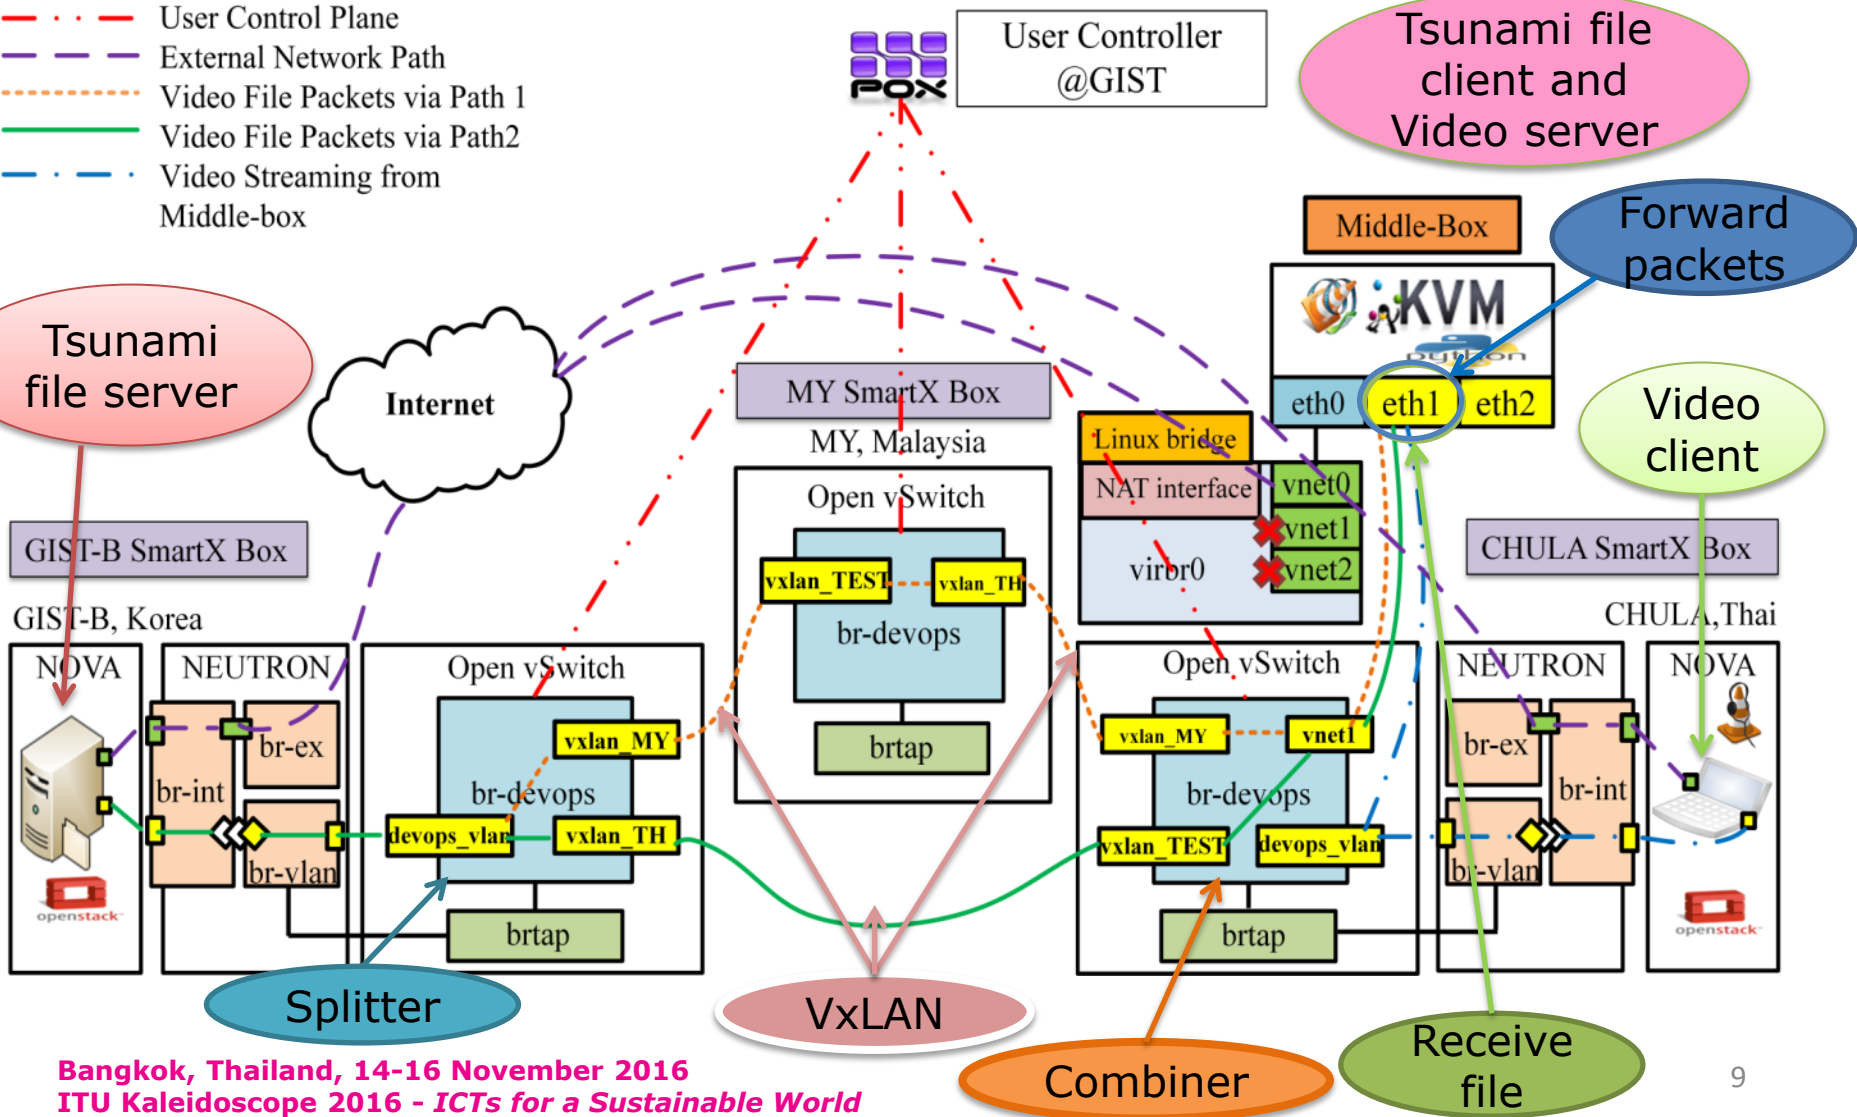 User Control Plane
External Network Path
Video File Packets via Path 1
Video File Packets via Path2
Video Streaming from
Middle-box
POX
User Controller
@GIST
Tsunami file
client and
Video server
Middle-Box
Forward
packets
KVM
python
eth0
eth1
eth2
Tsunami
file server
Internet
MY SmartX Box
MY, Malaysia
Open vSwitch
vxlan_TEST
vxlan_TH
br-devops
brtap
Linux bridge
NAT interface
virbr0
vnet0
vnet1
vnet2
Video
client
GIST-B SmartX Box
GIST-B, Korea
CHULA SmartX Box
CHULA,Thai
NOVA
NEUTRON
Open vSwitch
br-int
br-ex
br-vlan
openstack
vxlan_MY
br-devops
devops_vlan
vxlan_TH
brtap
Open vSwitch
vxlan_MY
vnet1
br-devops
vxlan_TEST
devops_vlan
brtap
NEUTRON
NOVA
br-ex
br-int
br-vlan
openstack
Splitter
VxLAN
Combiner
Receive
file
Bangkok, Thailand, 14-16 November 2016
ITU Kaleidoscope 2016 - ICTs for a Sustainable World
9